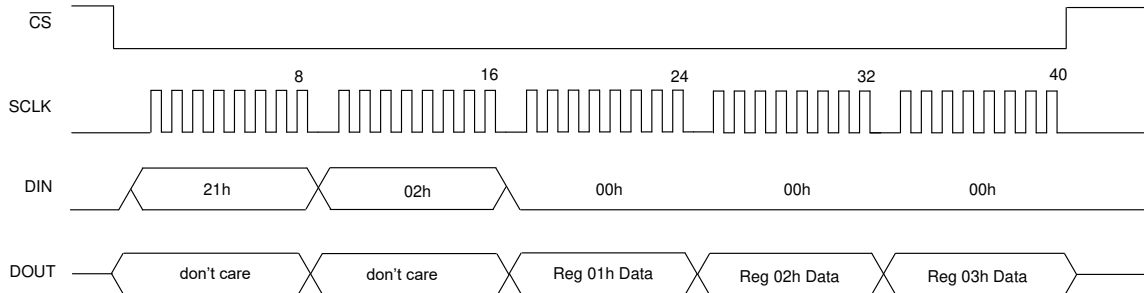 CS
8 16 24 32 40
SCLK
DIN 21h 02h 00h 00h 00h
DOUT don't care don't care Reg 01h Data Reg 02h Data Reg 03h Data